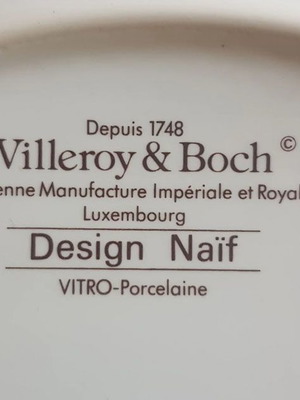 Depuis 1748
Villeroy & Boch ©
enne Manufacture Impériale et Royal
Luxembourg
Design Naïf
VITRO-Porcelaine